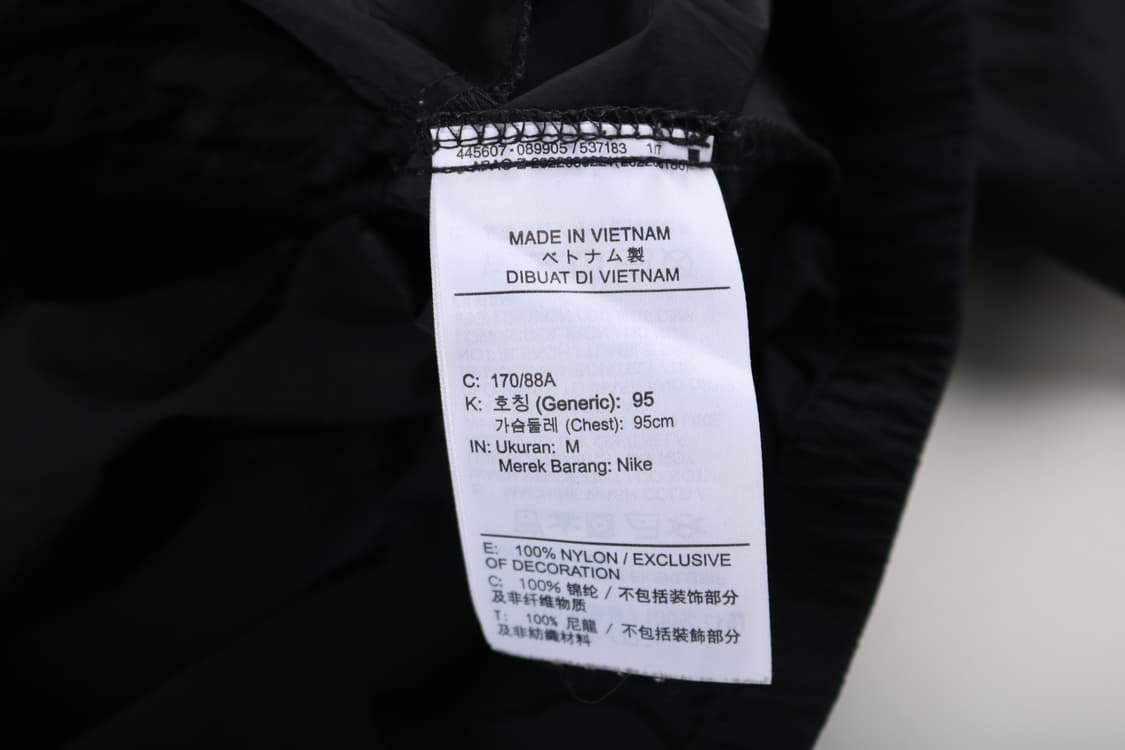 445607-089905 / 537183 1/7
MADE IN VIETNAM
ベトナム製
DIBUAT DI VIETNAM
C: 170/88A
K: 호칭 (Generic): 95
가슴둘레 (Chest): 95cm
IN: Ukuran: M
Merek Barang: Nike
E: 100% NYLON / EXCLUSIVE
OF DECORATION
C: 100% 锦纶 / 不包括装饰部分
及非纤维物质
T: 100% 尼龍 / 不包括裝飾部分
及非紡織材料